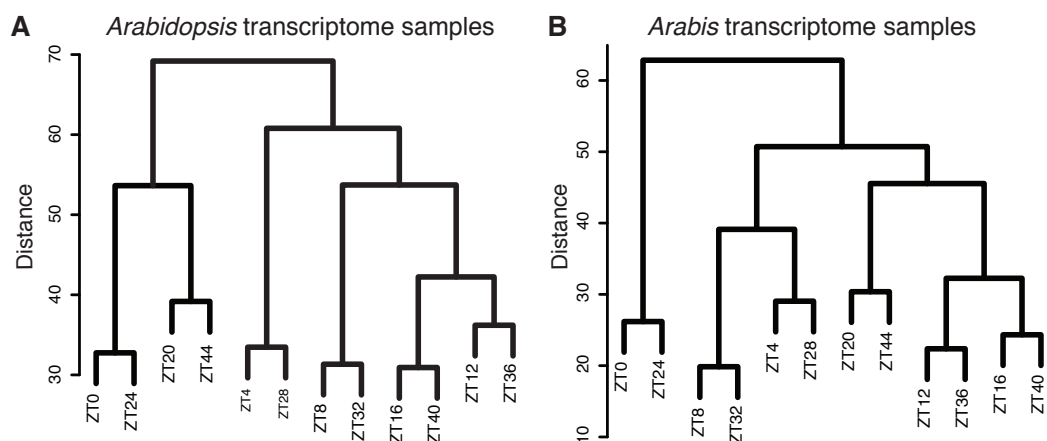 A Arabidopsis transcriptome samples
Distance
70
60
50
40
30
ZT0
ZT24
ZT20
ZT44
ZT4
ZT28
ZT8
ZT32
ZT16
ZT40
ZT12
ZT36
B Arabis transcriptome samples
Distance
60
50
40
30
20
10
ZT0
ZT24
ZT8
ZT32
ZT4
ZT28
ZT20
ZT44
ZT12
ZT36
ZT16
ZT40